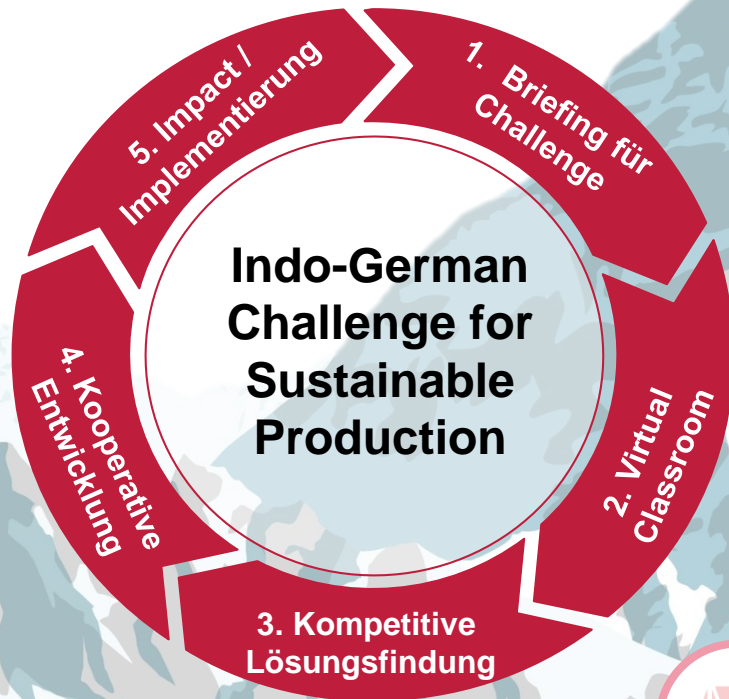 Indo-German
Challenge for
Sustainable
Production
1. Briefing für
Challenge
2. Virtual
Classroom
3. Kompetitive
Lösungsfindung
4. Kooperative
Entwicklung
5. Impact /
Implementierung